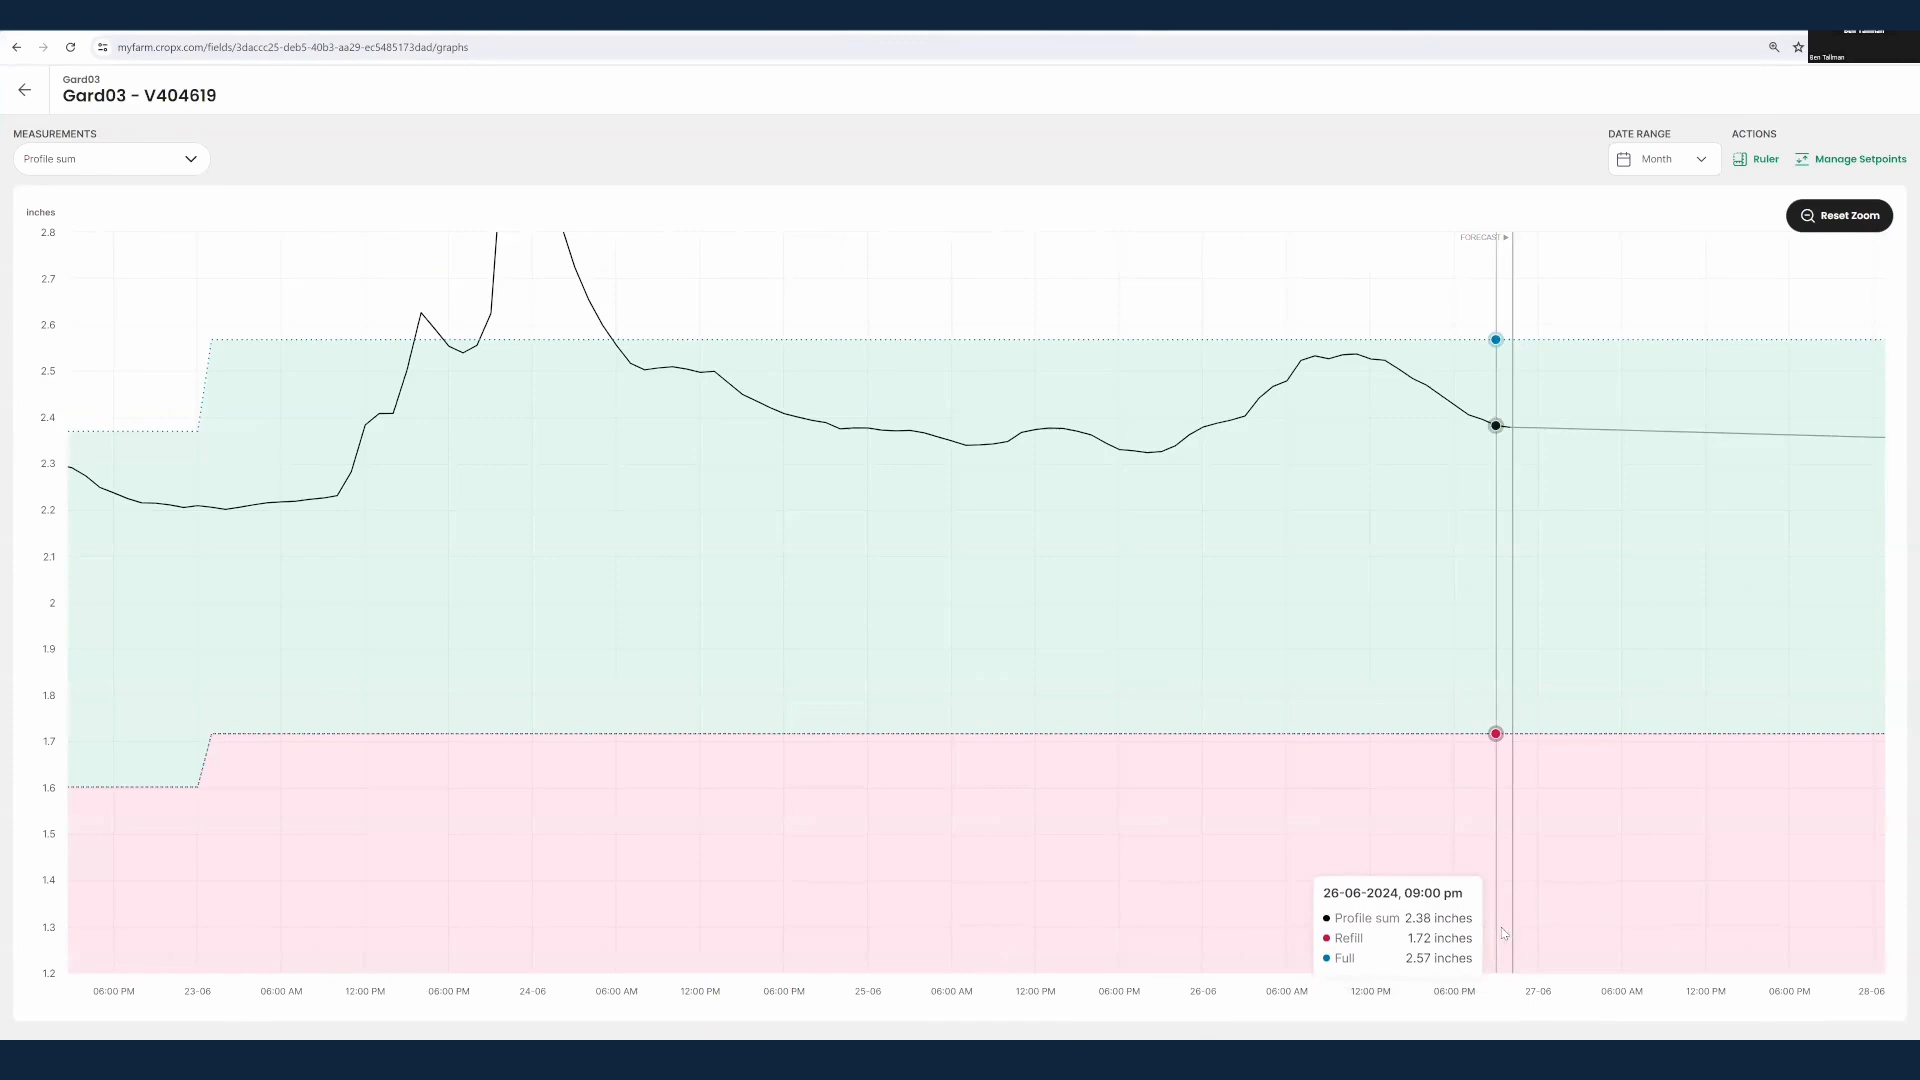 myfarm.cropx.com/fields/3daccc25-deb5-40b3-aa29-ec5485173dad/graphs
Ben Tallman
Ben Tallman
Gard03
Gard03 - V404619
MEASUREMENTS
Profile sum
DATE RANGE
Month
ACTIONS
Ruler
Manage Setpoints
inches
Reset Zoom
FORECAST ▶
2.8
2.7
2.6
2.5
2.4
2.3
2.2
2.1
2
1.9
1.8
1.7
1.6
1.5
1.4
1.3
1.2
26-06-2024, 09:00 pm
Profile sum 2.38 inches
Refill 1.72 inches
Full 2.57 inches
06:00 PM 23-06 06:00 AM 12:00 PM 06:00 PM 24-06 06:00 AM 12:00 PM 06:00 PM 25-06 06:00 AM 12:00 PM 06:00 PM 26-06 06:00 AM 12:00 PM 06:00 PM 27-06 06:00 AM 12:00 PM 06:00 PM 28-06